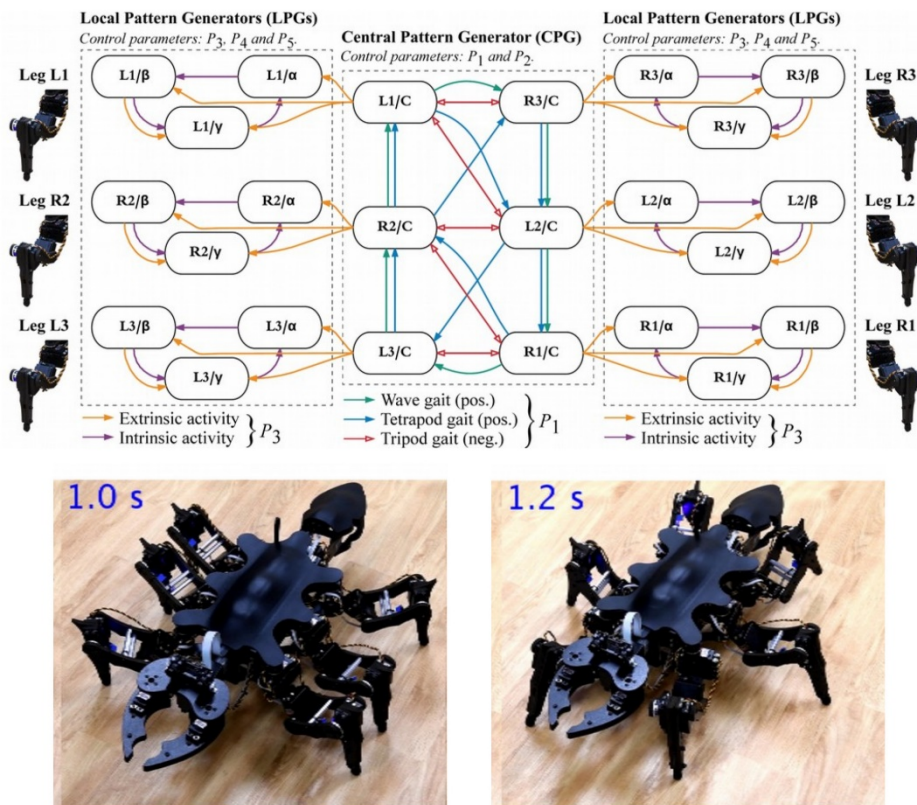 Local Pattern Generators (LPGs)
Control parameters: P3, P4 and P5.
Central Pattern Generator (CPG)
Control parameters: P1 and P2.
Local Pattern Generators (LPGs)
Control parameters: P3, P4 and P5.
Leg L1
L1/β
L1/α
L1/γ
L1/C
R3/C
R3/α
R3/β
R3/γ
Leg R3
Leg R2
R2/β
R2/α
R2/γ
R2/C
L2/C
L2/α
L2/β
L2/γ
Leg L2
Leg L3
L3/β
L3/α
L3/γ
L3/C
R1/C
R1/α
R1/β
R1/γ
Leg R1
Extrinsic activity
Intrinsic activity
} P3
Wave gait (pos.)
Tetrapod gait (pos.)
Tripod gait (neg.)
} P1
Extrinsic activity
Intrinsic activity
} P3
1.0 s
1.2 s